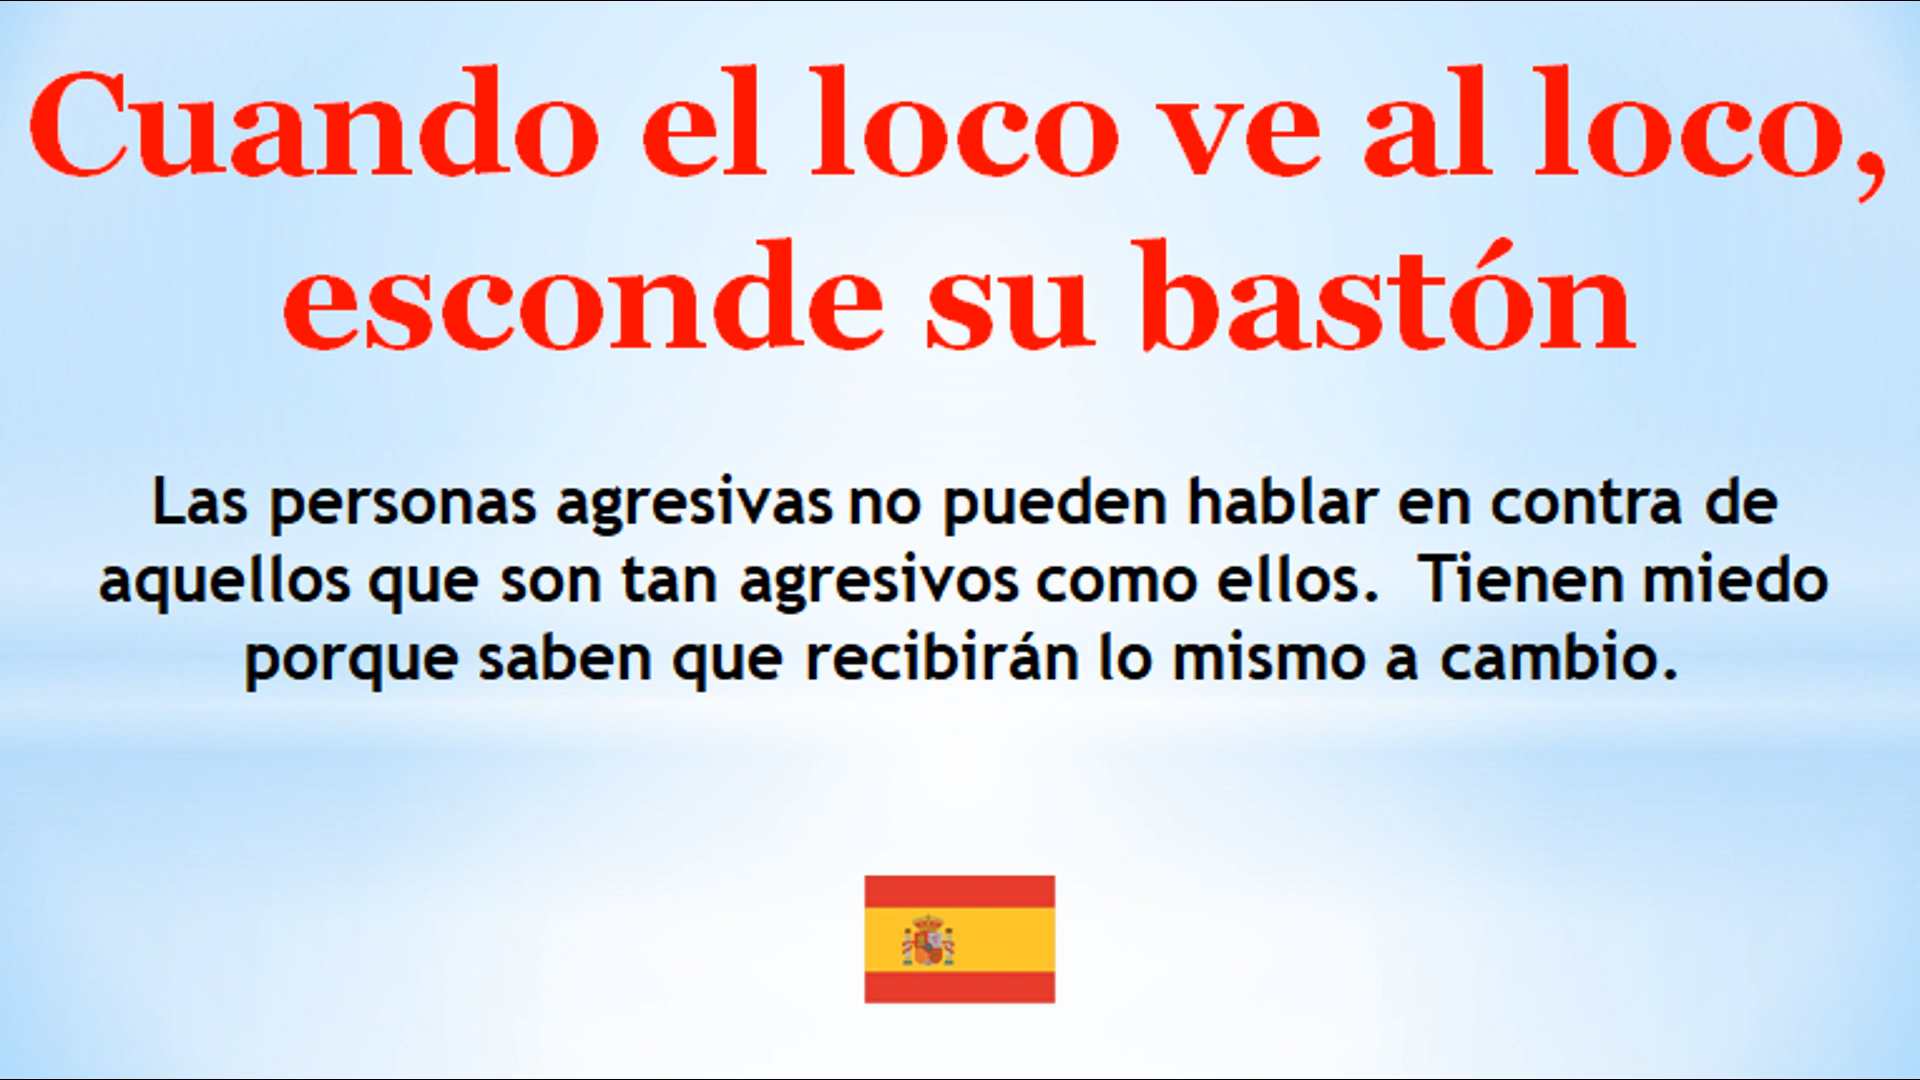 Cuando el loco ve al loco,
esconde su bastón
Las personas agresivas no pueden hablar en contra de
aquellos que son tan agresivos como ellos.  Tienen miedo
porque saben que recibirán lo mismo a cambio.